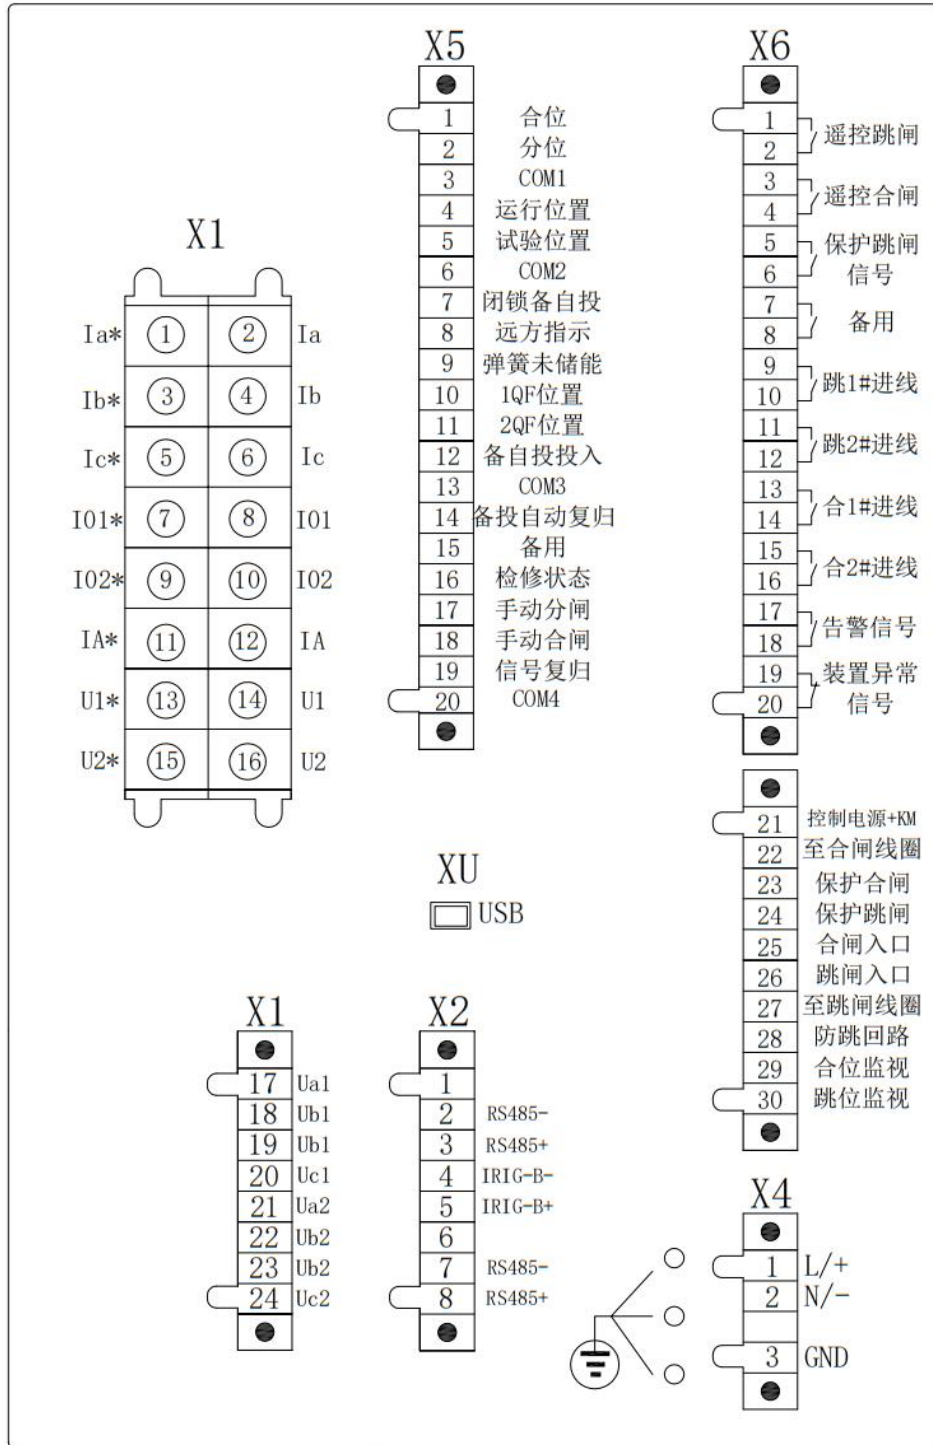 X5
1 合位
2 分位
3 COM1
4 运行位置
5 试验位置
6 COM2
7 闭锁备自投
8 远方指示
9 弹簧未储能
10 1QF位置
11 2QF位置
12 备自投投入
13 COM3
14 备投自动复归
15 备用
16 检修状态
17 手动分闸
18 手动合闸
19 信号复归
20 COM4
X6
1
2
遥控跳闸
3
4
遥控合闸
5
6
保护跳闸
信号
7
8
备用
9
10
跳1#进线
11
12
跳2#进线
13
14
合1#进线
15
16
合2#进线
17
18
告警信号
19
20
装置异常
信号
21 控制电源+KM
22 至合闸线圈
23 保护合闸
24 保护跳闸
25 合闸入口
26 跳闸入口
27 至跳闸线圈
28 防跳回路
29 合位监视
30 跳位监视
X1
Ia* 1 2 Ia
Ib* 3 4 Ib
Ic* 5 6 Ic
I01* 7 8 I01
I02* 9 10 I02
IA* 11 12 IA
U1* 13 14 U1
U2* 15 16 U2
XU
USB
X1
17 Ua1
18 Ub1
19 Ub1
20 Uc1
21 Ua2
22 Ub2
23 Ub2
24 Uc2
X2
1
2 RS485-
3 RS485+
4 IRIG-B-
5 IRIG-B+
6
7 RS485-
8 RS485+
X4
1 L/+
2 N/-
3 GND